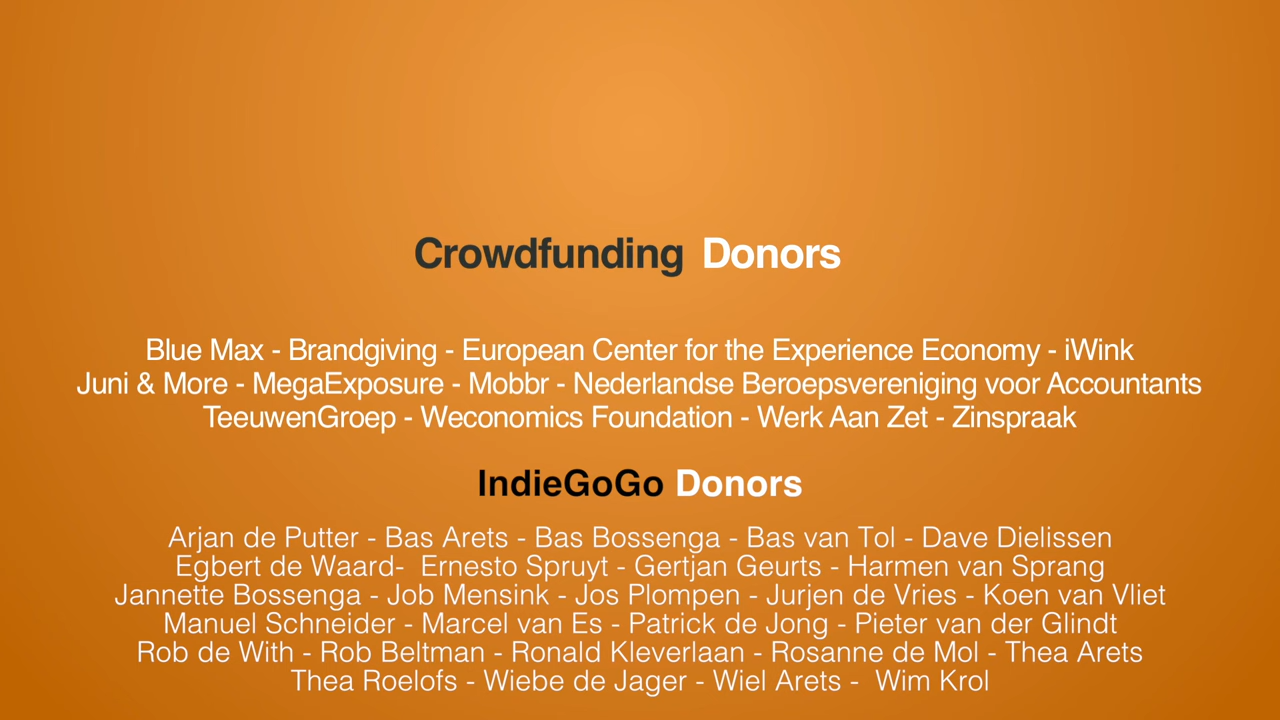 Crowdfunding Donors
Blue Max - Brandgiving - European Center for the Experience Economy - iWink
Juni & More - MegaExposure - Mobbr - Nederlandse Beroepsvereniging voor Accountants
TeeuwenGroep - Weconomics Foundation - Werk Aan Zet - Zinspraak
IndieGoGo Donors
Arjan de Putter - Bas Arets - Bas Bossenga - Bas van Tol - Dave Dielissen
Egbert de Waard-  Ernesto Spruyt - Gertjan Geurts - Harmen van Sprang
Jannette Bossenga - Job Mensink - Jos Plompen - Jurjen de Vries - Koen van Vliet
Manuel Schneider - Marcel van Es - Patrick de Jong - Pieter van der Glindt
Rob de With - Rob Beltman - Ronald Kleverlaan - Rosanne de Mol - Thea Arets
Thea Roelofs - Wiebe de Jager - Wiel Arets -  Wim Krol